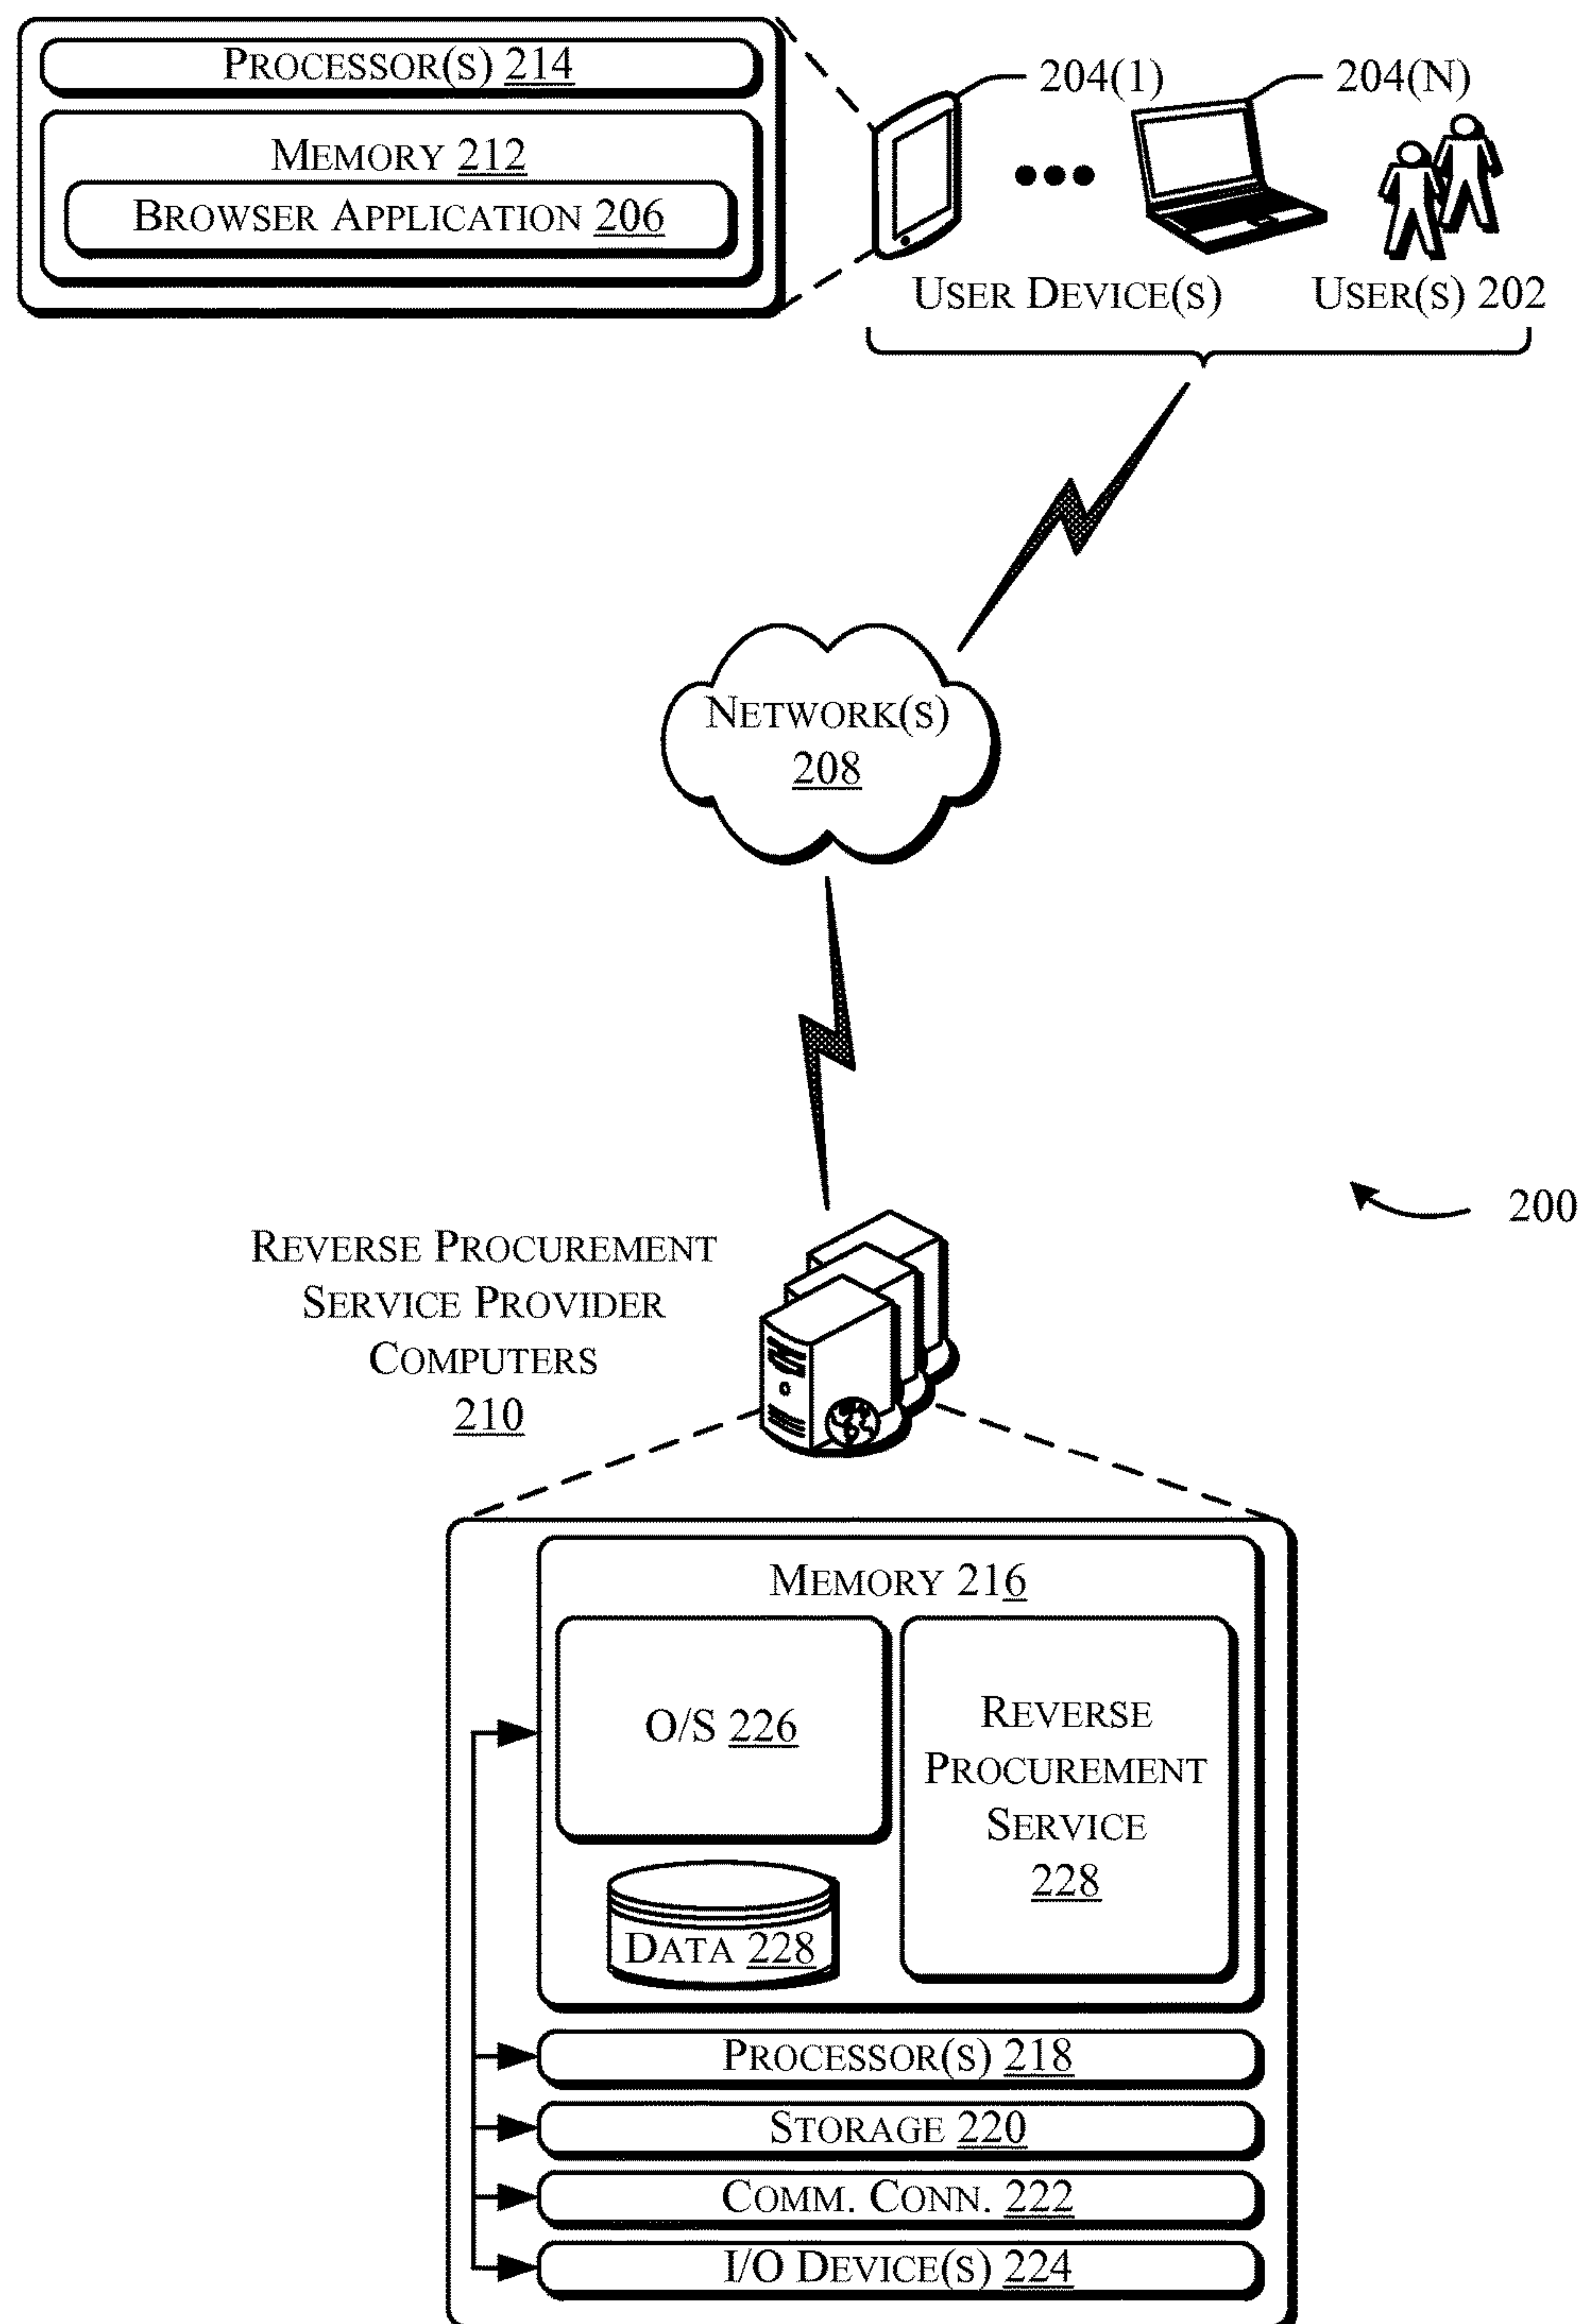 PROCESSOR(S) 214
MEMORY 212
BROWSER APPLICATION 206
204(1)
204(N)
USER DEVICE(S)
USER(S) 202
NETWORK(S)
208
200
REVERSE PROCUREMENT
SERVICE PROVIDER
COMPUTERS
210
MEMORY 216
O/S 226
REVERSE
PROCUREMENT
SERVICE
228
DATA 228
PROCESSOR(S) 218
STORAGE 220
COMM. CONN. 222
I/O DEVICE(S) 224